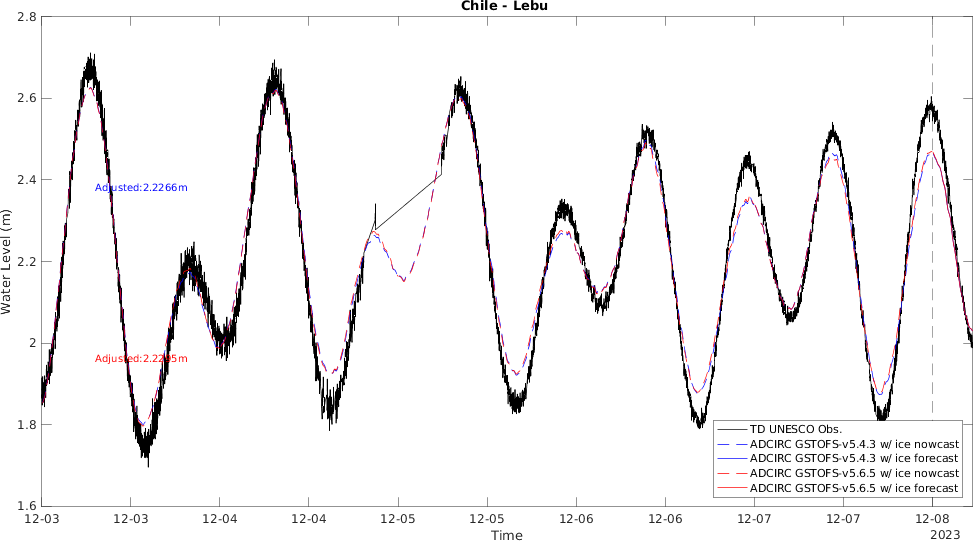 Chile - Lebu
2.8
2.6
2.4
2.2
2
1.8
1.6
Water Level (m)
Adjusted:2.2266m
Adjusted:2.2295m
TD UNESCO Obs.
ADCIRC GSTOFS-v5.4.3 w/ ice nowcast
ADCIRC GSTOFS-v5.4.3 w/ ice forecast
ADCIRC GSTOFS-v5.6.5 w/ ice nowcast
ADCIRC GSTOFS-v5.6.5 w/ ice forecast
12-03 12-03 12-04 12-04 12-05 12-05 12-06 12-06 12-07 12-07 12-08
Time
2023